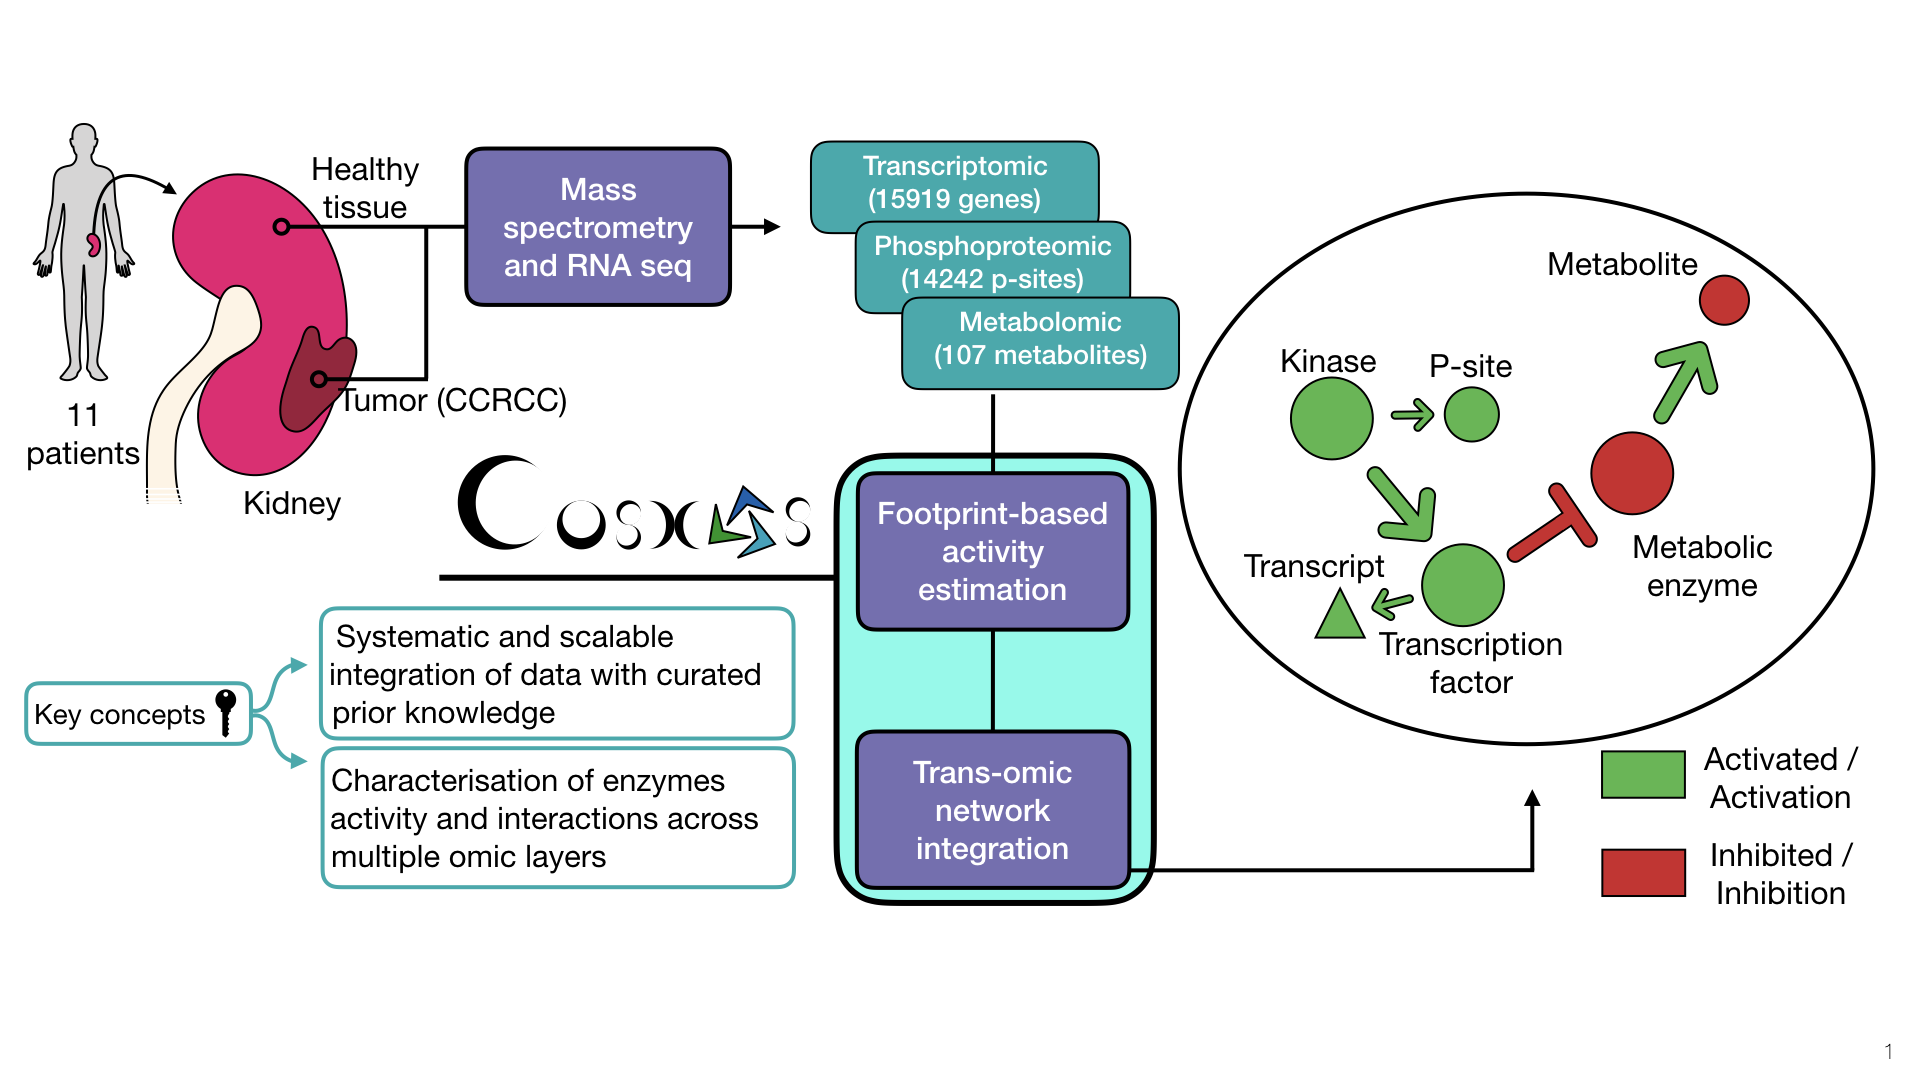 Healthy
tissue
11
patients
Kidney
Tumor (CCRCC)
Mass
spectrometry
and RNA seq
Transcriptomic
(15919 genes)
Phosphoproteomic
(14242 p-sites)
Metabolomic
(107 metabolites)
COSMOS
Footprint-based
activity
estimation
Trans-omic
network
integration
Key concepts
Systematic and scalable
integration of data with curated
prior knowledge
Characterisation of enzymes
activity and interactions across
multiple omic layers
Metabolite
Kinase
P-site
Metabolic
enzyme
Transcript
Transcription
factor
Activated /
Activation
Inhibited /
Inhibition
1